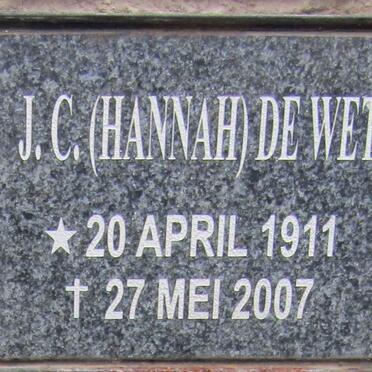 J. C. (HANNAH) DE WET
★ 20 APRIL 1911
† 27 MEI 2007